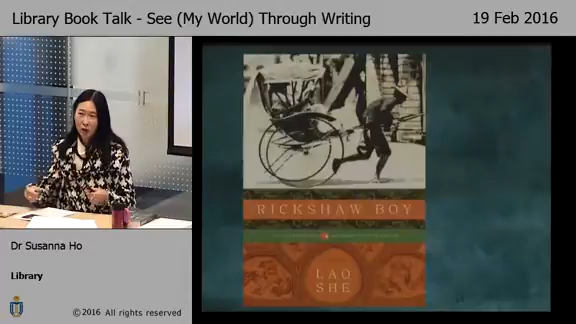 Library Book Talk - See (My World) Through Writing
19 Feb 2016
RICKSHAW BOY
LAO
SHE
Dr Susanna Ho
Library
©2016 All rights reserved